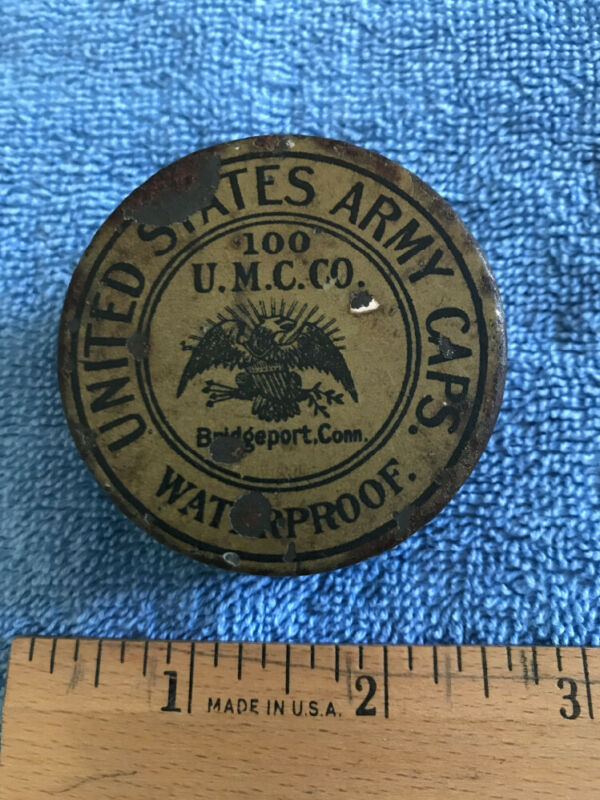 UNITED STATES ARMY CAPS.
100
U.M.C.CO.
Bridgeport, Conn.
WATERPROOF.
1 MADE IN U.S.A. 2 3